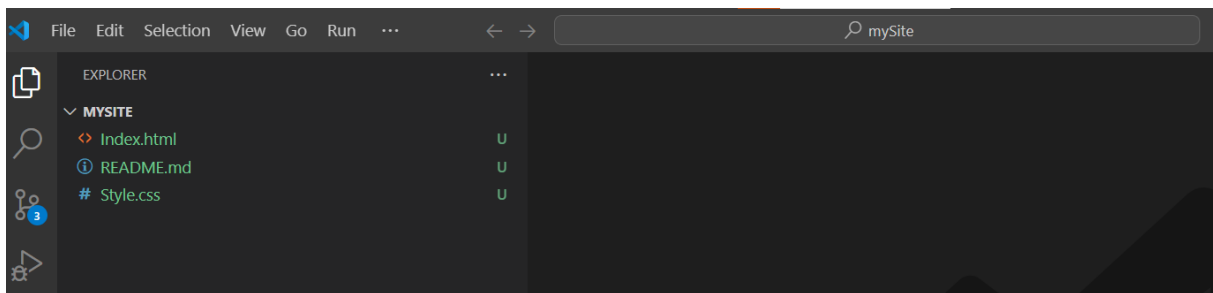 File Edit Selection View Go Run ··· mySite
EXPLORER ···
MYSITE
Index.html U
README.md U
# Style.css U
3